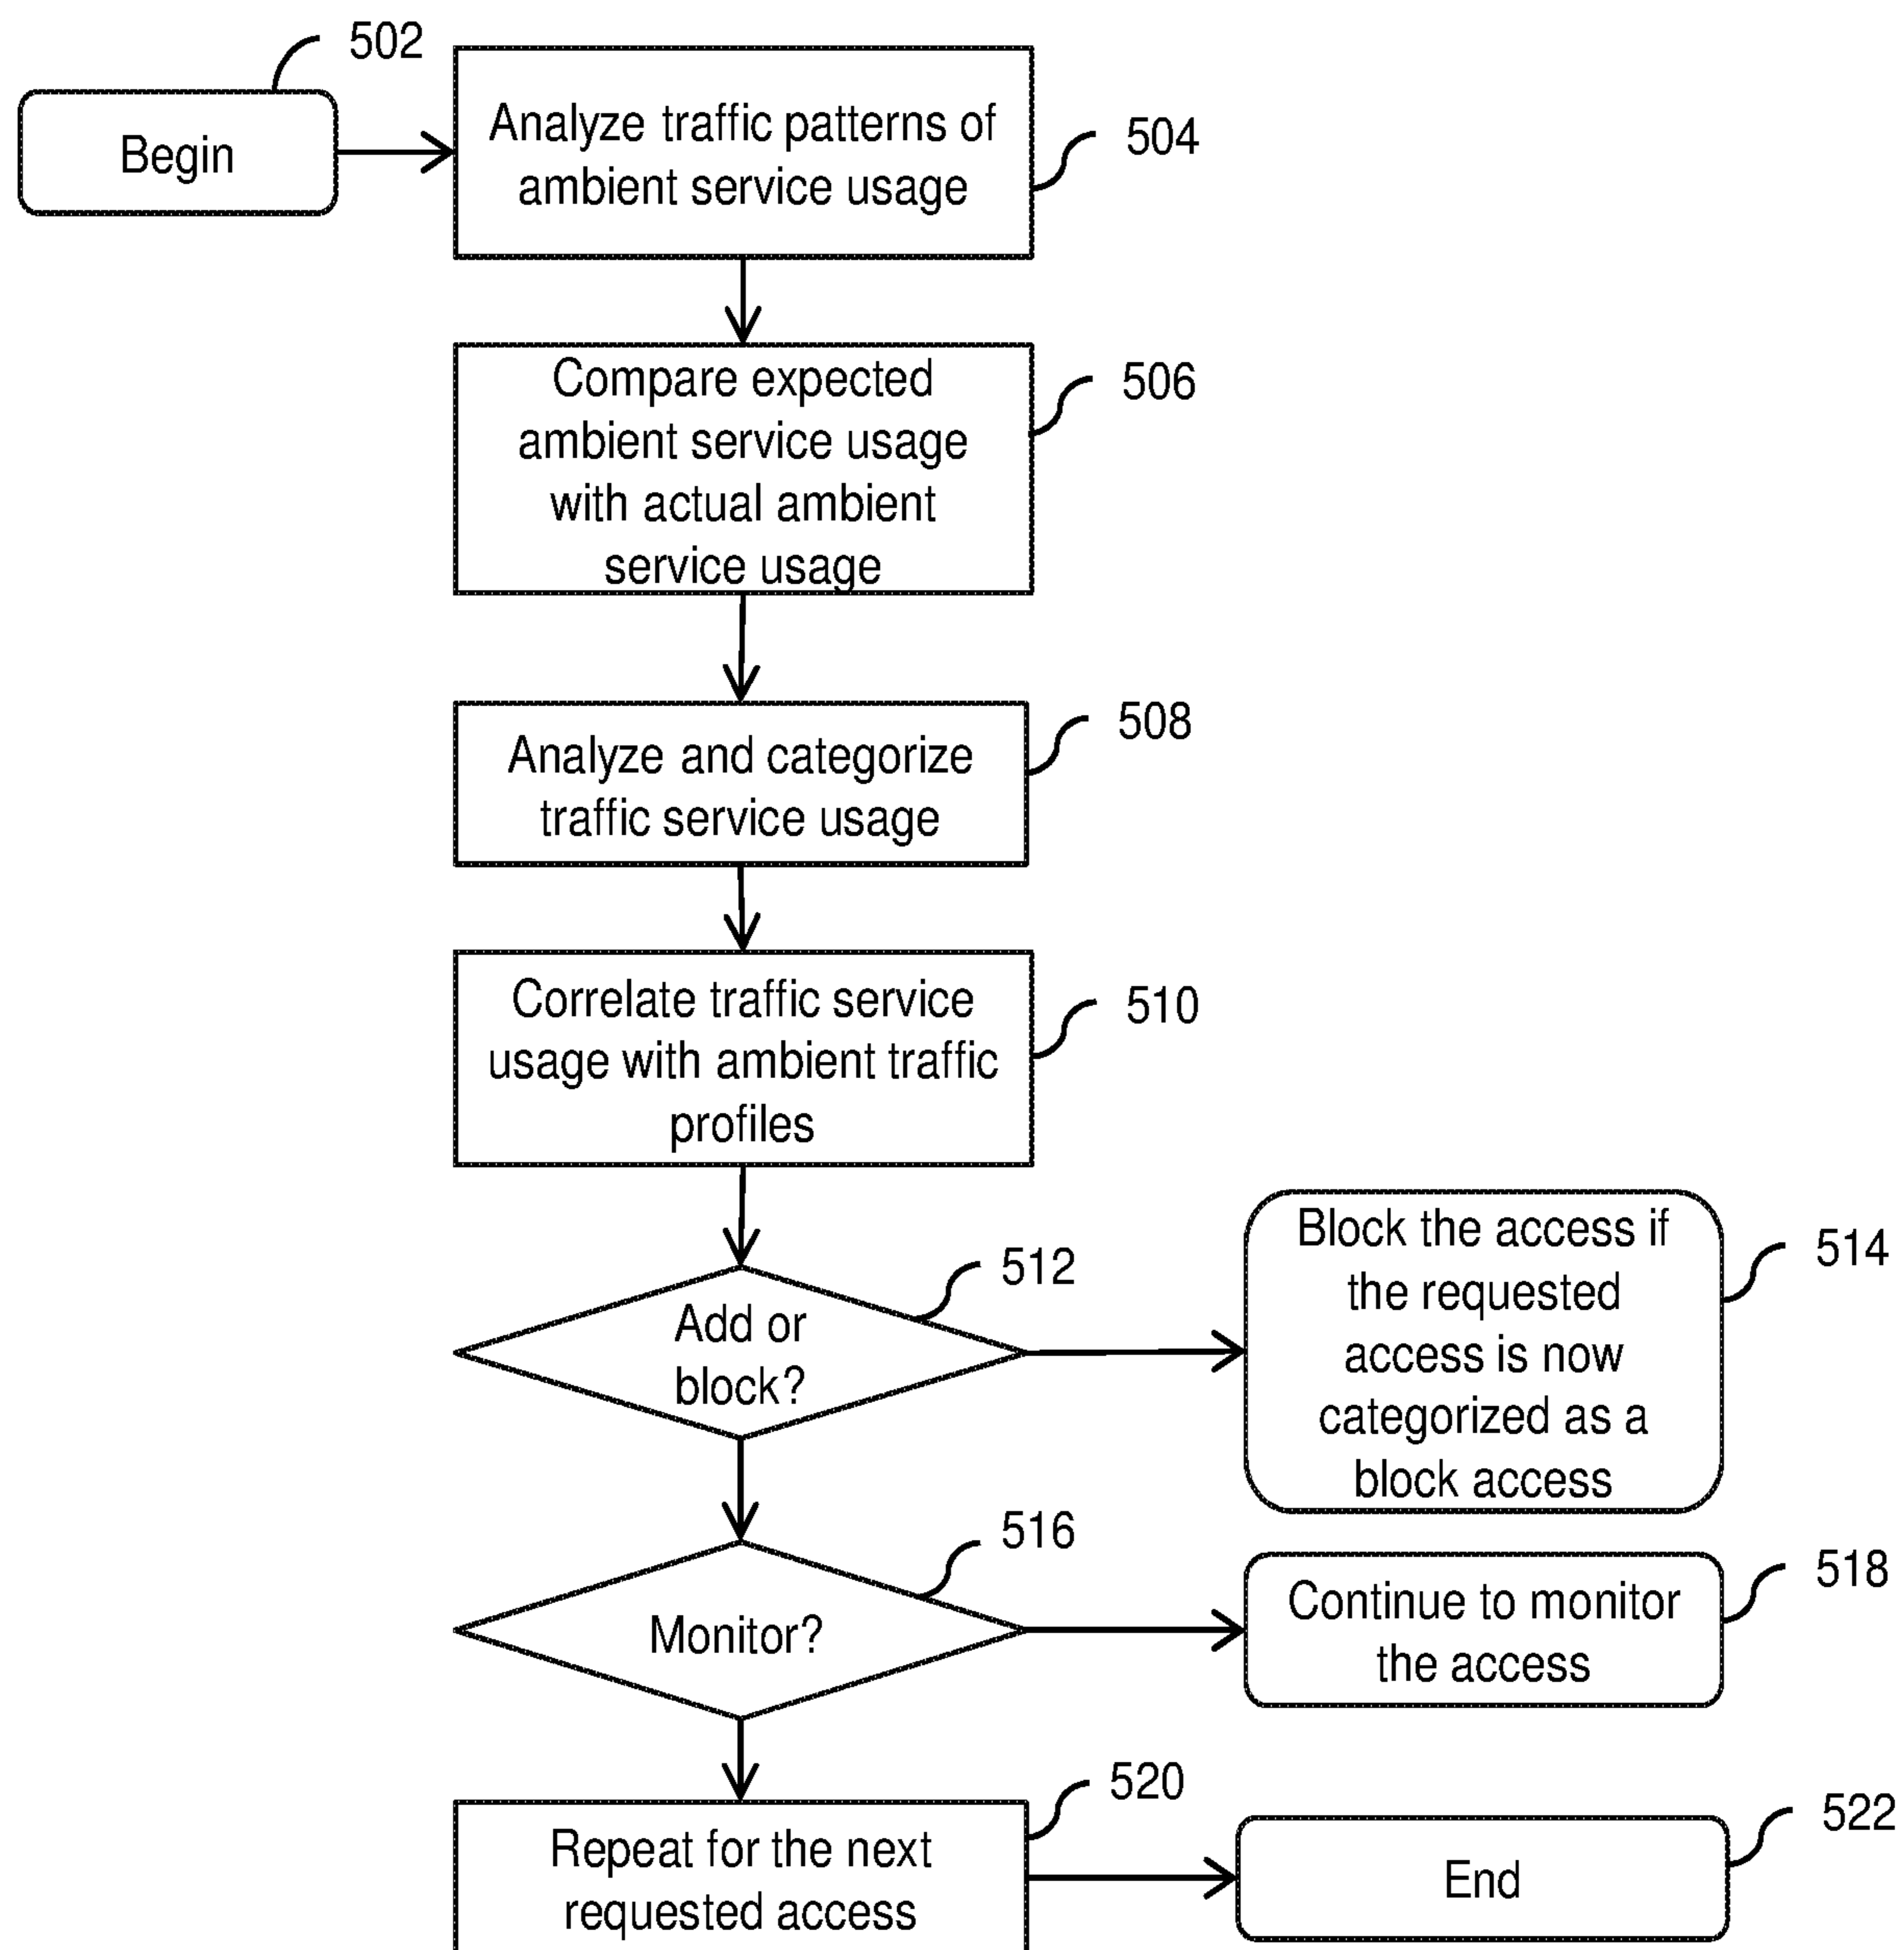 502
Begin
Analyze traffic patterns of
ambient service usage
504
Compare expected
ambient service usage
with actual ambient
service usage
506
Analyze and categorize
traffic service usage
508
Correlate traffic service
usage with ambient traffic
profiles
510
Add or
block?
512
Block the access if
the requested
access is now
categorized as a
block access
514
Monitor?
516
Continue to monitor
the access
518
Repeat for the next
requested access
520
End
522